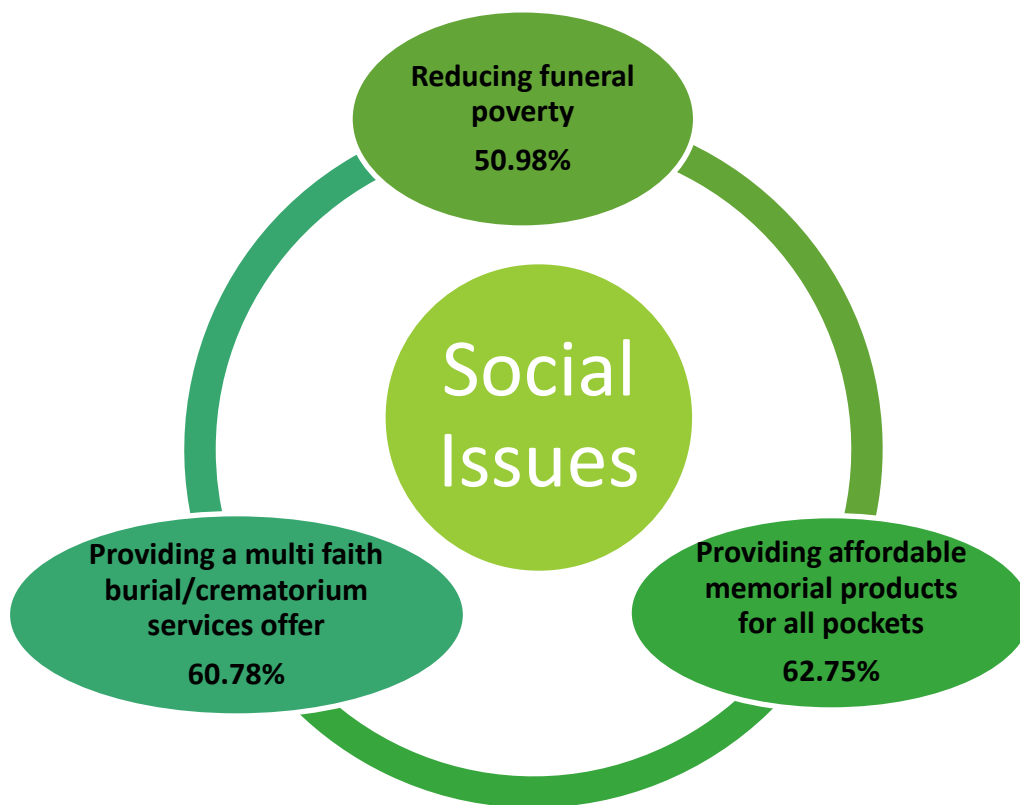 Reducing funeral
poverty
50.98%
Social
Issues
Providing a multi faith
burial/crematorium
services offer
60.78%
Providing affordable
memorial products
for all pockets
62.75%